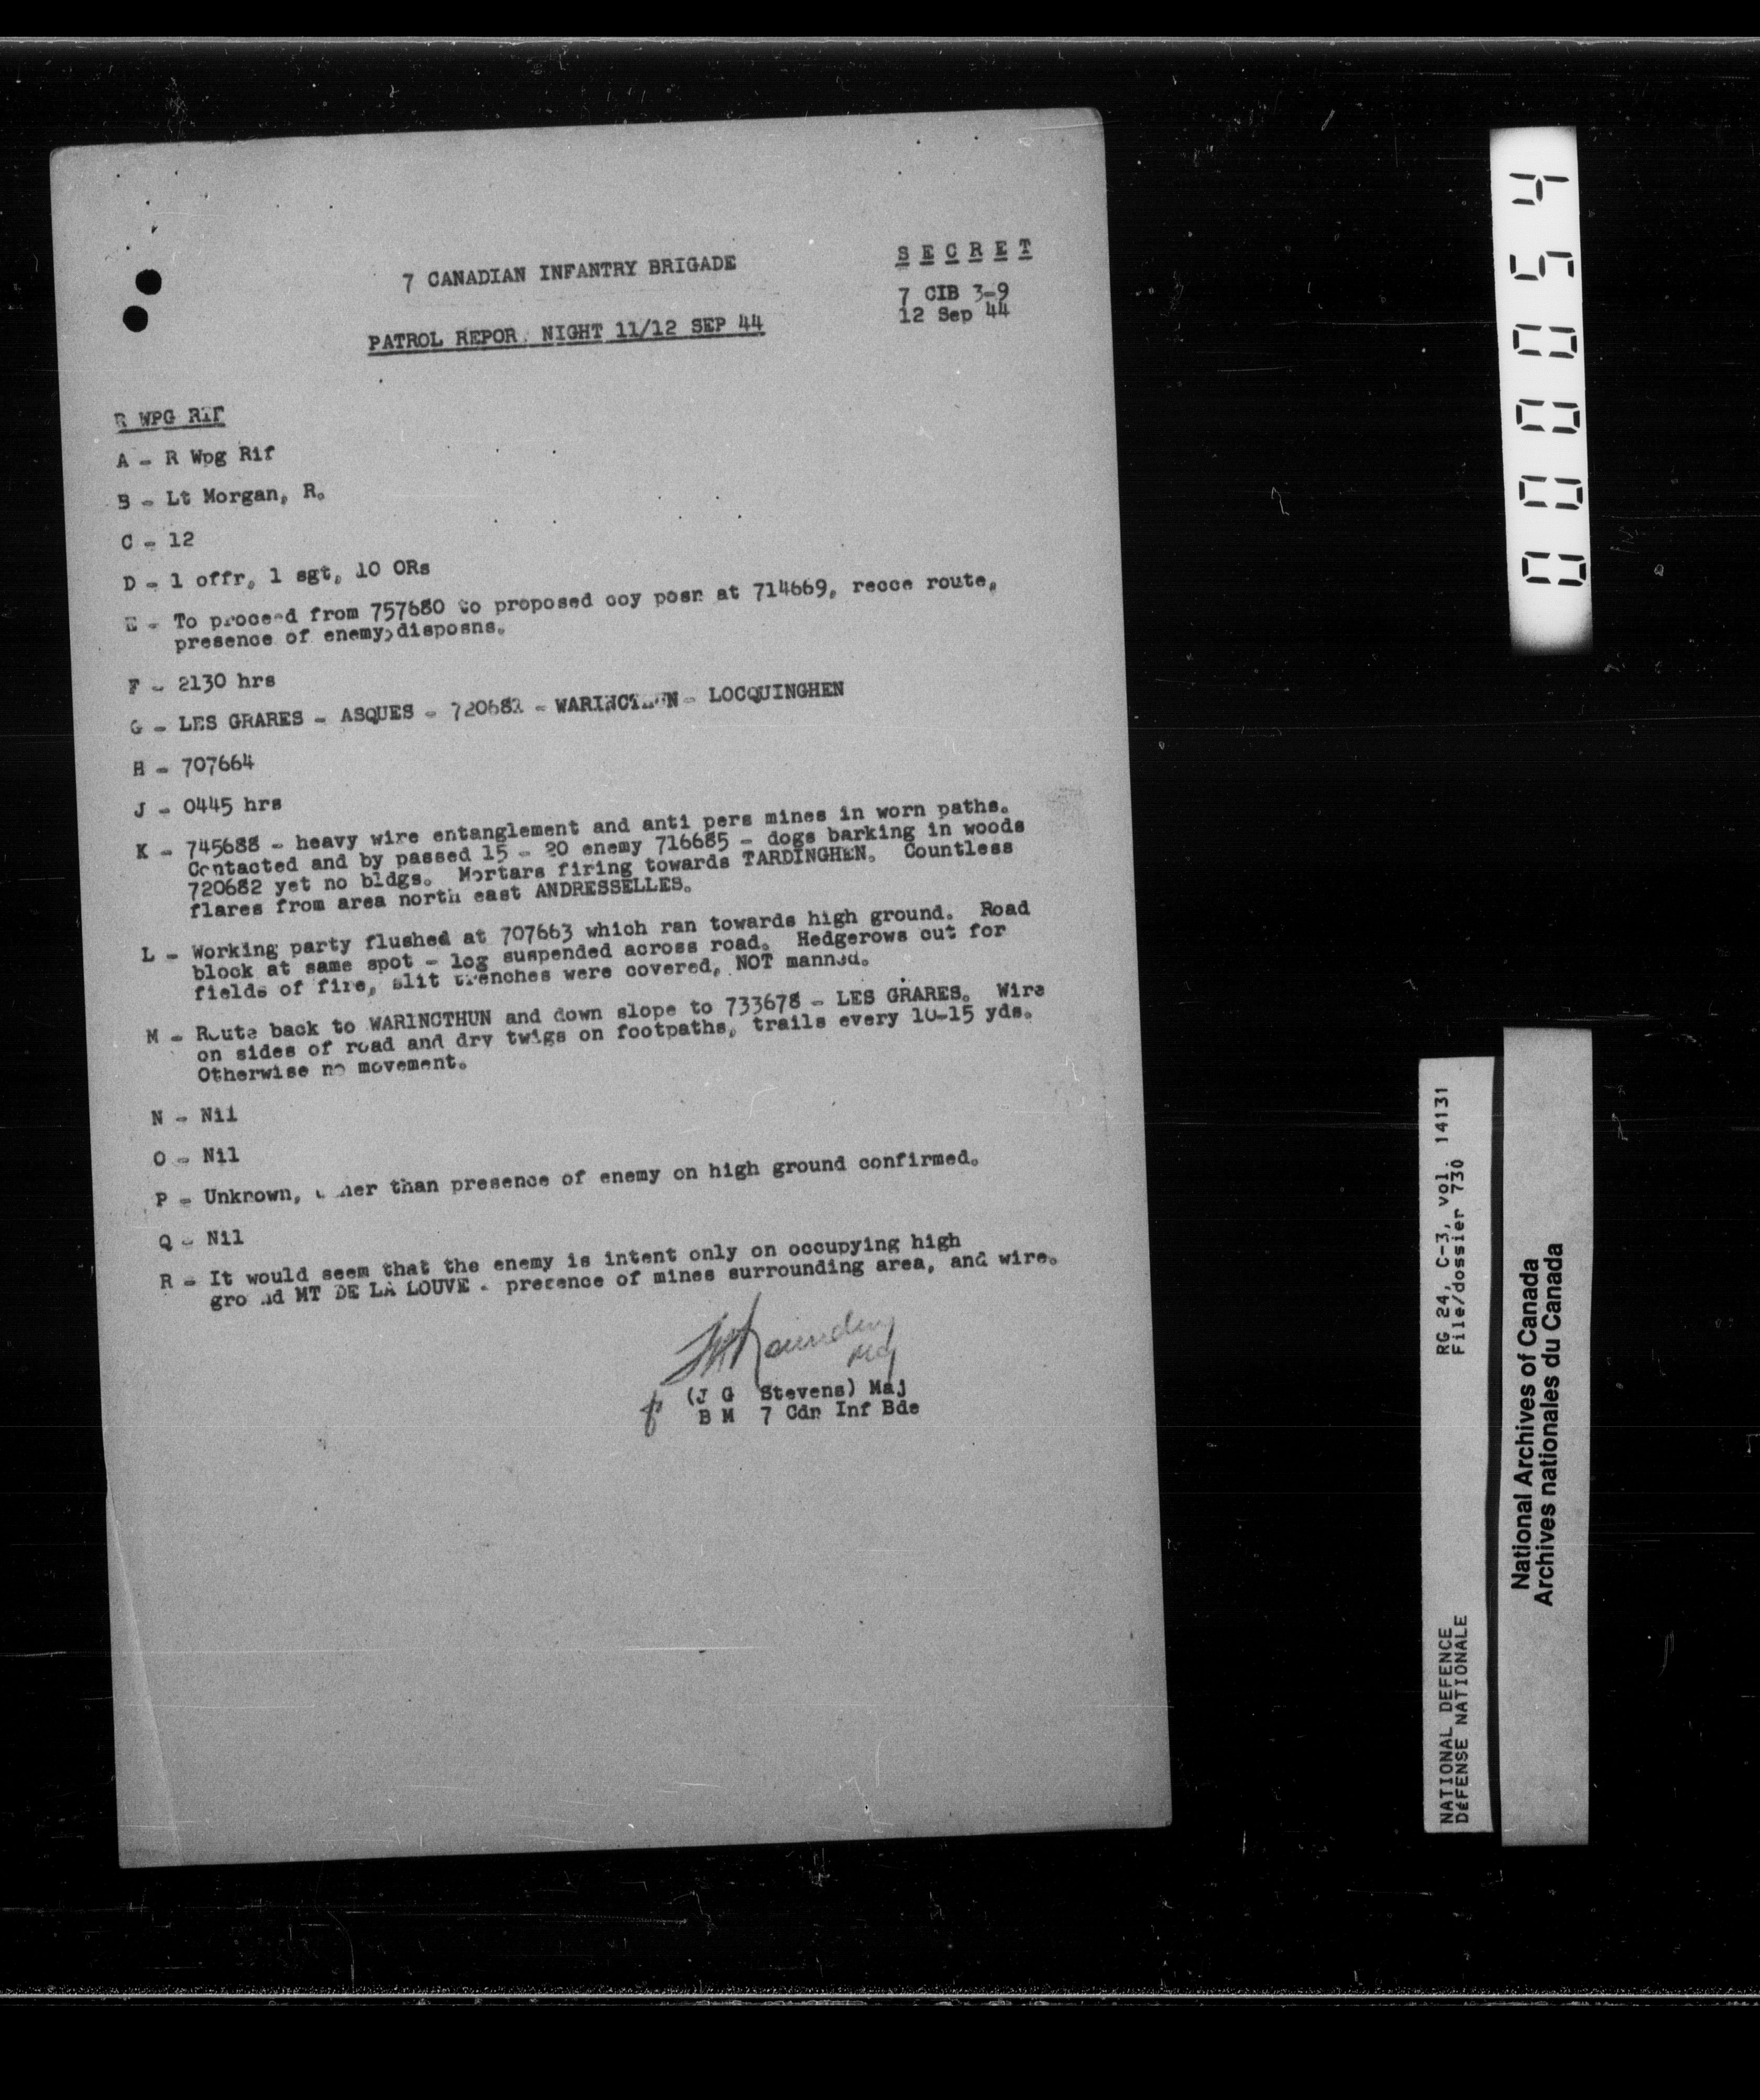 7 CANADIAN INFANTRY BRIGADE
S E C R E T
7 CIB 3-9
12 Sep 44
PATROL REPOR NIGHT 11/12 SEP 44
R WPG RIF
A - R Wpg Rif
B - Lt Morgan, R.
C - 12
D - 1 offr, 1 sgt, 10 ORs
E - To proceed from 757680 to proposed coy posn at 714669, recce route,
presence of enemy, disposns.
F - 2130 hrs
G - LES GRARES - ASQUES - 720682 - WARINCTHUN - LOCQUINGHEN
H - 707664
J - 0445 hrs
K - 745688 - heavy wire entanglement and anti pers mines in worn paths.
Contacted and by passed 15 - 20 enemy 716685 - dogs barking in woods
720682 yet no bldgs. Mortars firing towards TARDINGHEN. Countless
flares from area north east ANDRESSELLES.
L - Working party flushed at 707663 which ran towards high ground. Road
block at same spot - log suspended across road. Hedgerows cut for
fields of fire, slit trenches were covered, NOT manned.
M - Route back to WARINCTHUN and down slope to 733678 - LES GRARES. Wire
on sides of road and dry twigs on footpaths, trails every 10-15 yds.
Otherwise no movement.
N - Nil
O - Nil
P - Unknown, other than presence of enemy on high ground confirmed.
Q - Nil
R - It would seem that the enemy is intent only on occupying high
ground MT DE LA LOUVE - presence of mines surrounding area, and wire.
Maj
(J G Stevens) Maj
B M 7 Cdn Inf Bde
000054
RG 24, C-3, vol. 14131
File/dossier 730
NATIONAL DEFENCE
DéFENSE NATIONALE
National Archives of Canada
Archives nationales du Canada